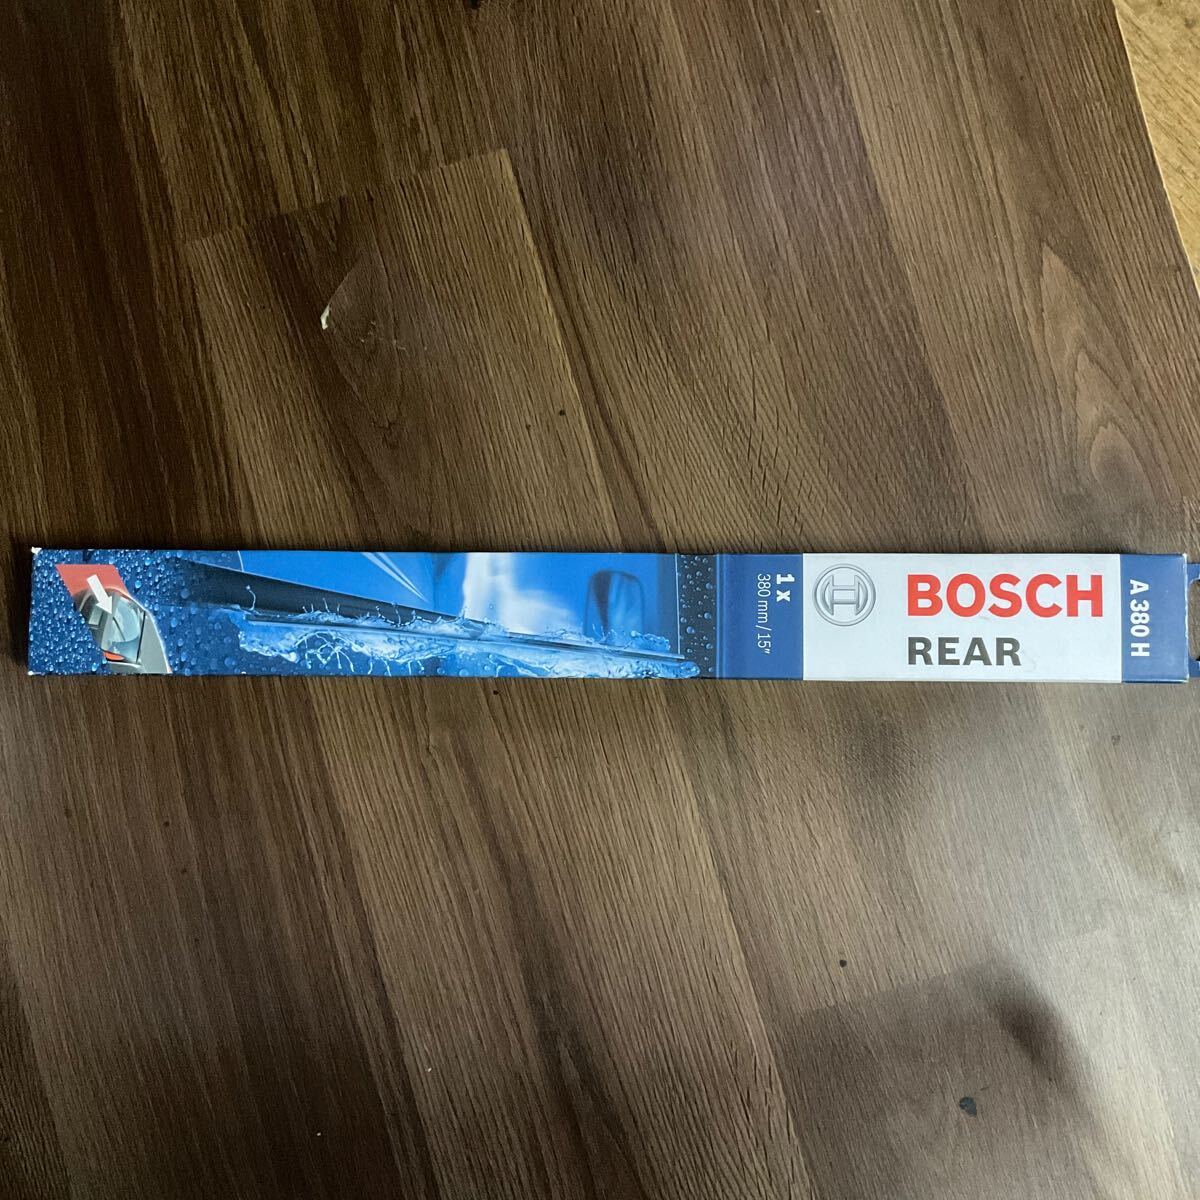 1 x
380 mm / 15"
BOSCH
REAR
A 380 H